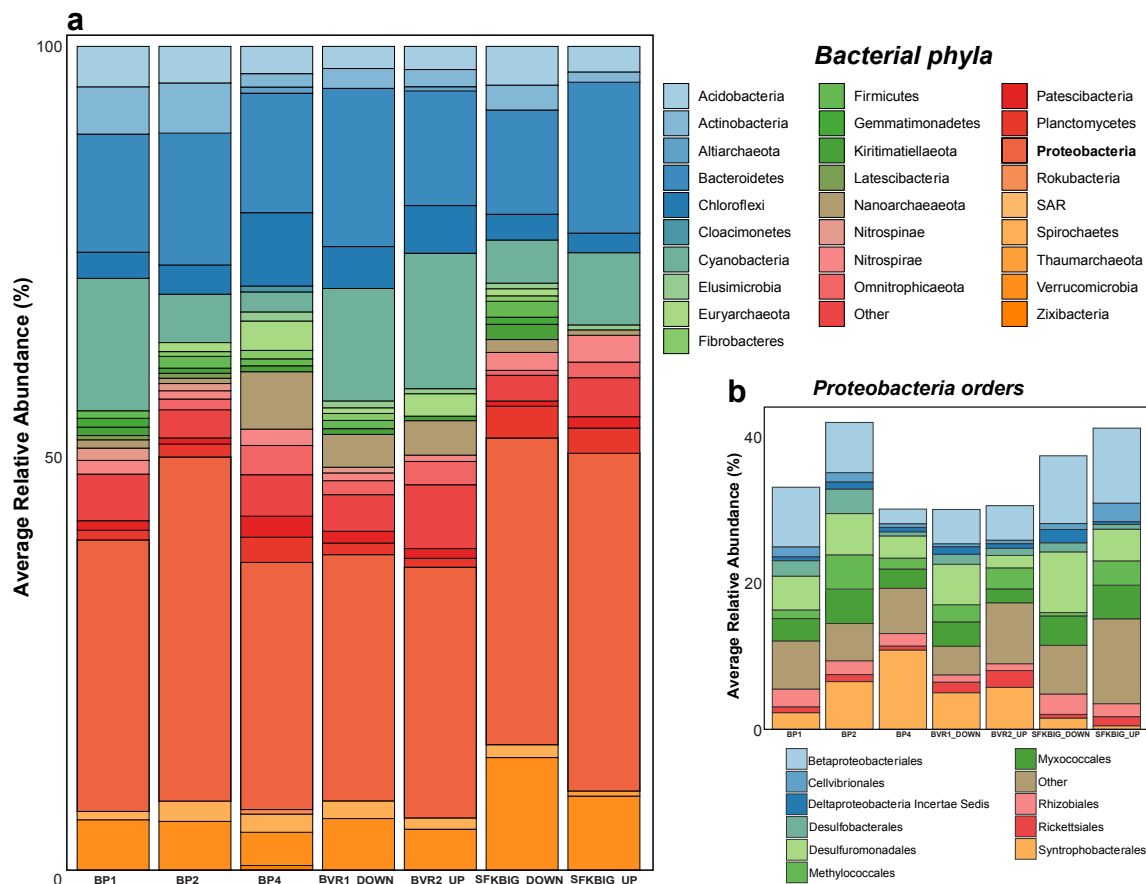 a
100
50
0
Average Relative Abundance (%)
BP1 BP2 BP4 BVR1_DOWN BVR2_UP SFKBIG_DOWN SFKBIG_UP
Bacterial phyla
Acidobacteria
Actinobacteria
Altiarchaeota
Bacteroidetes
Chloroflexi
Cloacimonetes
Cyanobacteria
Elusimicrobia
Euryarchaeota
Fibrobacteres
Firmicutes
Gemmatimonadetes
Kiritimatiellaeota
Latescibacteria
Nanoarchaeaeota
Nitrospinae
Nitrospirae
Omnitrophicaeota
Other
Patescibacteria
Planctomycetes
Proteobacteria
Rokubacteria
SAR
Spirochaetes
Thaumarchaeota
Verrucomicrobia
Zixibacteria
b
Proteobacteria orders
40
20
0
Average Relative Abundance (%)
BP1 BP2 BP4 BVR1_DOWN BVR2_UP SFKBIG_DOWN SFKBIG_UP
Betaproteobacteriales
Cellvibrionales
Deltaproteobacteria Incertae Sedis
Desulfobacterales
Desulfuromonadales
Methylococcales
Myxococcales
Other
Rhizobiales
Rickettsiales
Syntrophobacterales